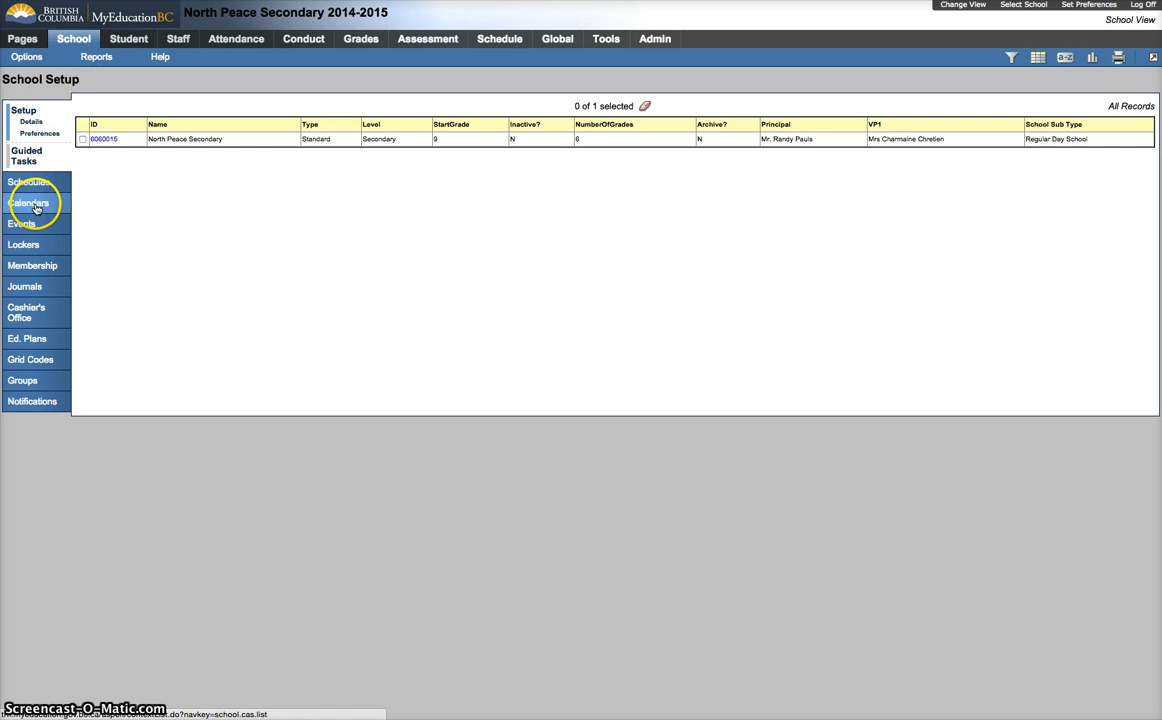 BRITISH COLUMBIA MyEducationBC North Peace Secondary 2014-2015 Change View Select School Set Preferences Log Off
School View
Pages School Student Staff Attendance Conduct Grades Assessment Schedule Global Tools Admin
Options Reports Help a-z
School Setup
0 of 1 selected All Records
Setup
Details
Preferences
Guided
Tasks
Schedules
Calendars
Events
Lockers
Membership
Journals
Cashier's
Office
Ed. Plans
Grid Codes
Groups
Notifications
ID Name Type Level StartGrade Inactive? NumberOfGrades Archive? Principal VP1 School Sub Type
6060015 North Peace Secondary Standard Secondary 9 N 6 N Mr. Randy Pauls Mrs Charmaine Chretien Regular Day School
Screencast-O-Matic.com